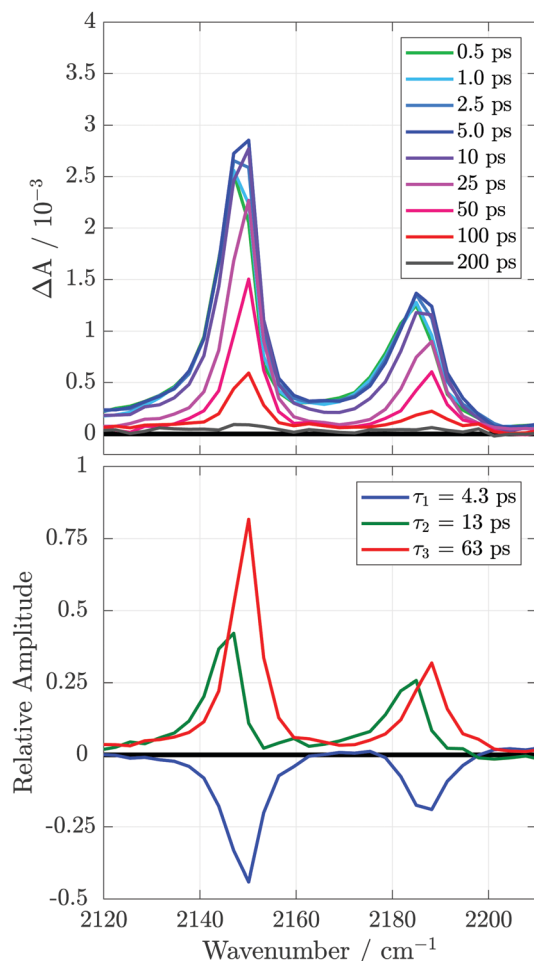 4
3.5
3
2.5
2
1.5
1
0.5
0
ΔA / 10⁻³
0.5 ps
1.0 ps
2.5 ps
5.0 ps
10 ps
25 ps
50 ps
100 ps
200 ps
1
0.75
0.5
0.25
0
-0.25
-0.5
Relative Amplitude
τ₁ = 4.3 ps
τ₂ = 13 ps
τ₃ = 63 ps
2120 2140 2160 2180 2200
Wavenumber / cm⁻¹